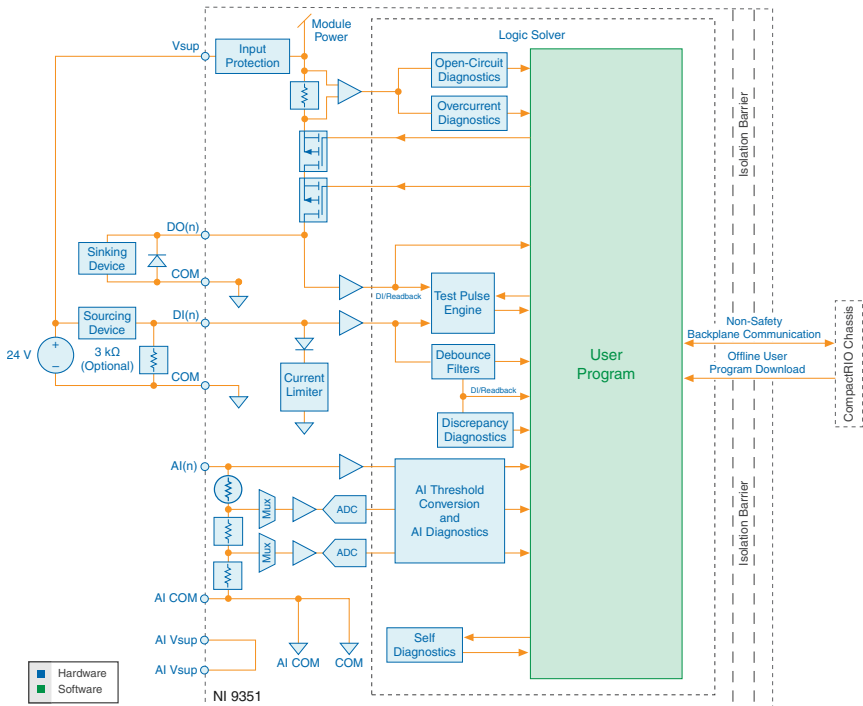 Module
Power
Logic Solver
Vsup
Input
Protection
Open-Circuit
Diagnostics
Overcurrent
Diagnostics
Isolation Barrier
DO(n)
Sinking
Device
COM
DI/Readback
Test Pulse
Engine
Sourcing
Device
DI(n)
24 V
+
–
3 kΩ
(Optional)
COM
Current
Limiter
Debounce
Filters
DI/Readback
Discrepancy
Diagnostics
User
Program
Non-Safety
Backplane Communication
Offline User
Program Download
CompactRIO Chassis
AI(n)
Mux
ADC
Mux
ADC
AI Threshold
Conversion
and
AI Diagnostics
Isolation Barrier
AI COM
AI Vsup
AI Vsup
AI COM
COM
Self
Diagnostics
Hardware
Software
NI 9351